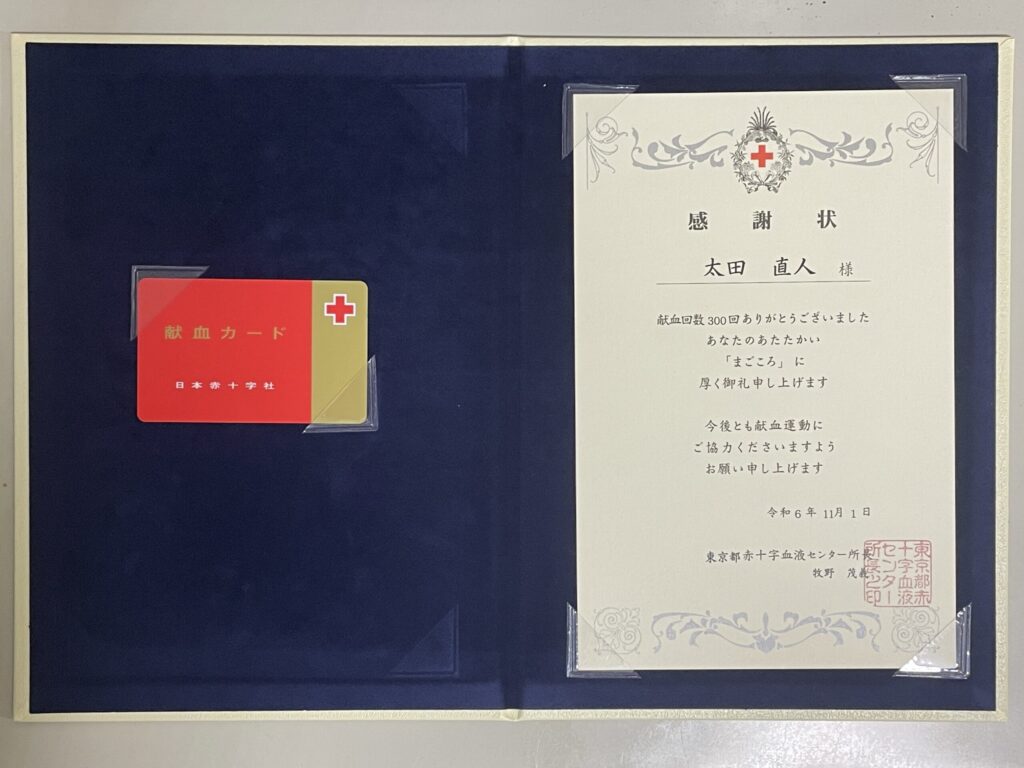 献血カード
日本赤十字社
感謝状
太田 直人 様
献血回数300回ありがとうございました
あなたのあたたかい
「まごころ」に
厚く御礼申し上げます
今後とも献血運動に
ご協力くださいますよう
お願い申し上げます
令和6年 11月 1日
東京都赤十字血液センター所長
牧野 茂義
東京都赤
十字血液
センター
所長之印